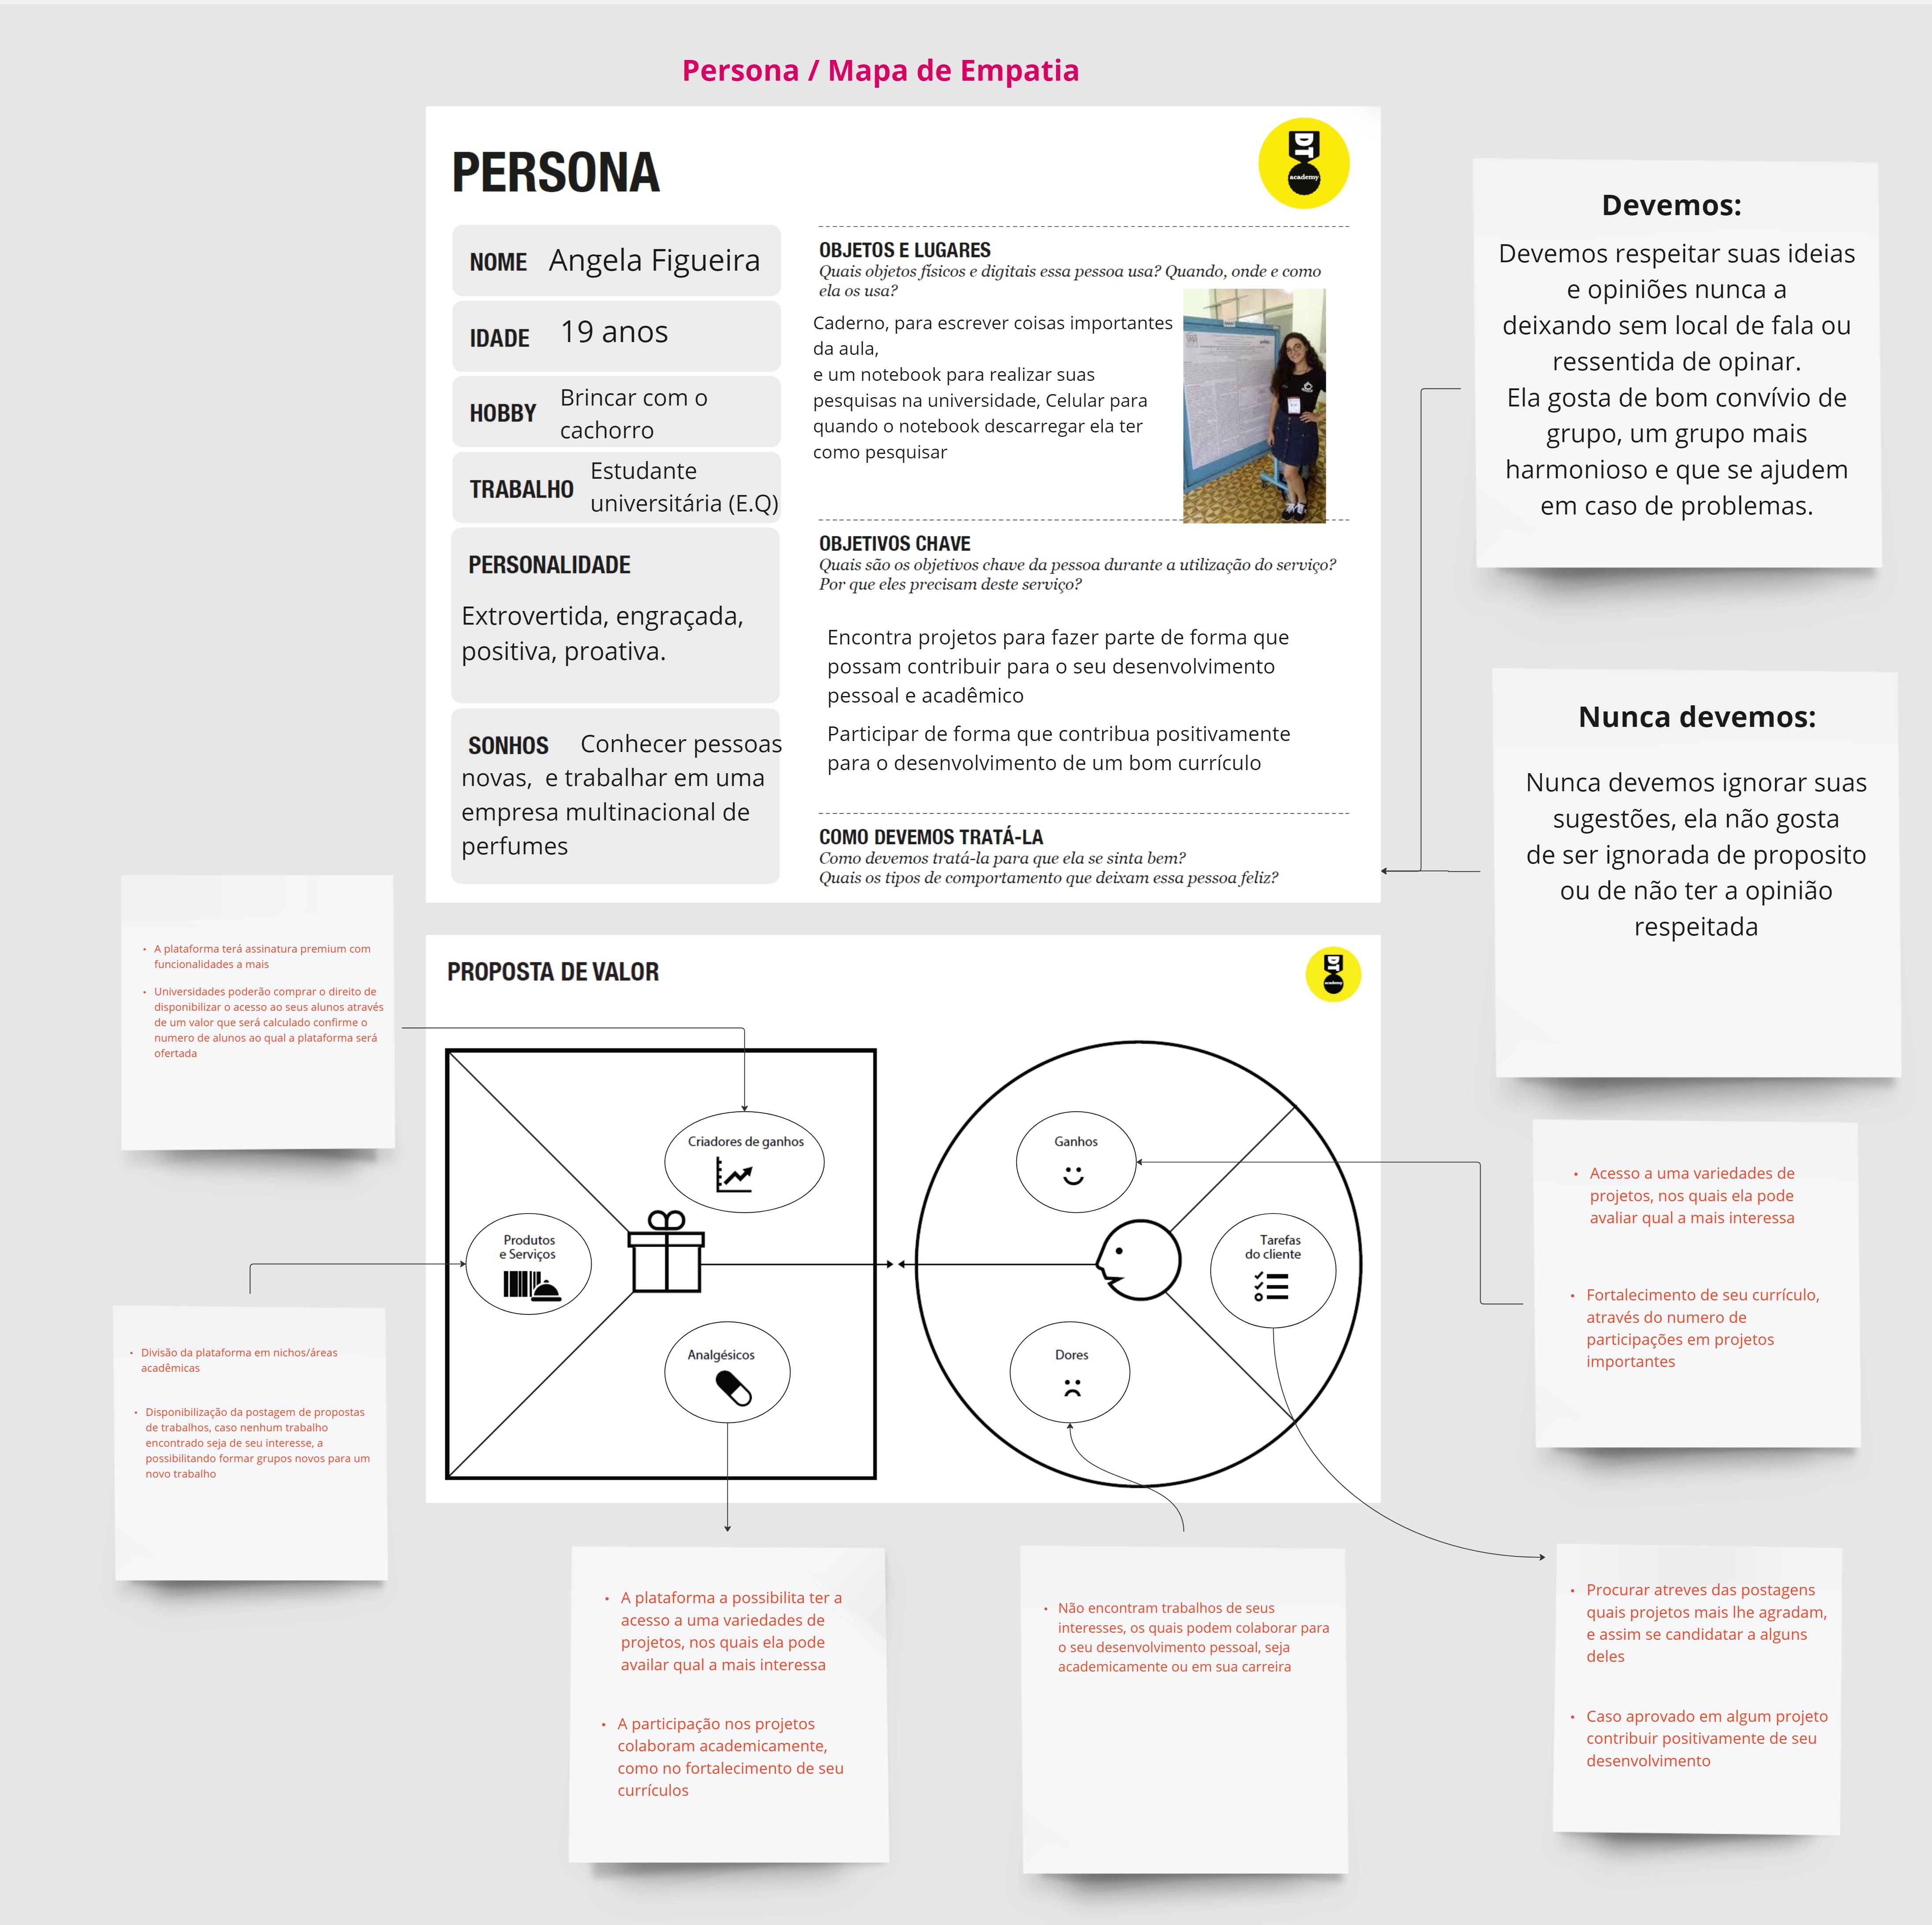 Persona / Mapa de Empatia
PERSONA
DT
academy
NOME Angela Figueira
IDADE 19 anos
HOBBY Brincar com o
cachorro
TRABALHO Estudante
universitária (E.Q)
PERSONALIDADE
Extrovertida, engraçada,
positiva, proativa.
SONHOS Conhecer pessoas
novas, e trabalhar em uma
empresa multinacional de
perfumes
OBJETOS E LUGARES
Quais objetos físicos e digitais essa pessoa usa? Quando, onde e como
ela os usa?
Caderno, para escrever coisas importantes
da aula,
e um notebook para realizar suas
pesquisas na universidade, Celular para
quando o notebook descarregar ela ter
como pesquisar
OBJETIVOS CHAVE
Quais são os objetivos chave da pessoa durante a utilização do serviço?
Por que eles precisam deste serviço?
Encontra projetos para fazer parte de forma que
possam contribuir para o seu desenvolvimento
pessoal e acadêmico
Participar de forma que contribua positivamente
para o desenvolvimento de um bom currículo
COMO DEVEMOS TRATÁ-LA
Como devemos tratá-la para que ela se sinta bem?
Quais os tipos de comportamento que deixam essa pessoa feliz?
Devemos:
Devemos respeitar suas ideias
e opiniões nunca a
deixando sem local de fala ou
ressentida de opinar.
Ela gosta de bom convívio de
grupo, um grupo mais
harmonioso e que se ajudem
em caso de problemas.
Nunca devemos:
Nunca devemos ignorar suas
sugestões, ela não gosta
de ser ignorada de proposito
ou de não ter a opinião
respeitada
• A plataforma terá assinatura premium com
funcionalidades a mais
• Universidades poderão comprar o direito de
disponibilizar o acesso ao seus alunos através
de um valor que será calculado confirme o
numero de alunos ao qual a plataforma será
ofertada
PROPOSTA DE VALOR
DT
academy
Criadores de ganhos
Produtos
e Serviços
Analgésicos
Ganhos
Tarefas
do cliente
Dores
• Acesso a uma variedades de
projetos, nos quais ela pode
avaliar qual a mais interessa
• Fortalecimento de seu currículo,
através do numero de
participações em projetos
importantes
• Divisão da plataforma em nichos/áreas
acadêmicas
• Disponibilização da postagem de propostas
de trabalhos, caso nenhum trabalho
encontrado seja de seu interesse, a
possibilitando formar grupos novos para um
novo trabalho
• A plataforma a possibilita ter a
acesso a uma variedades de
projetos, nos quais ela pode
availar qual a mais interessa
• A participação nos projetos
colaboram academicamente,
como no fortalecimento de seu
currículos
• Não encontram trabalhos de seus
interesses, os quais podem colaborar para
o seu desenvolvimento pessoal, seja
academicamente ou em sua carreira
• Procurar atreves das postagens
quais projetos mais lhe agradam,
e assim se candidatar a alguns
deles
• Caso aprovado em algum projeto
contribuir positivamente de seu
desenvolvimento